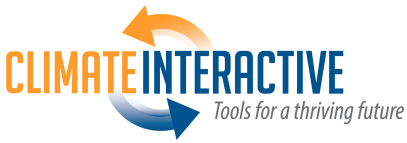 CLIMATEINTERACTIVE
Tools for a thriving future